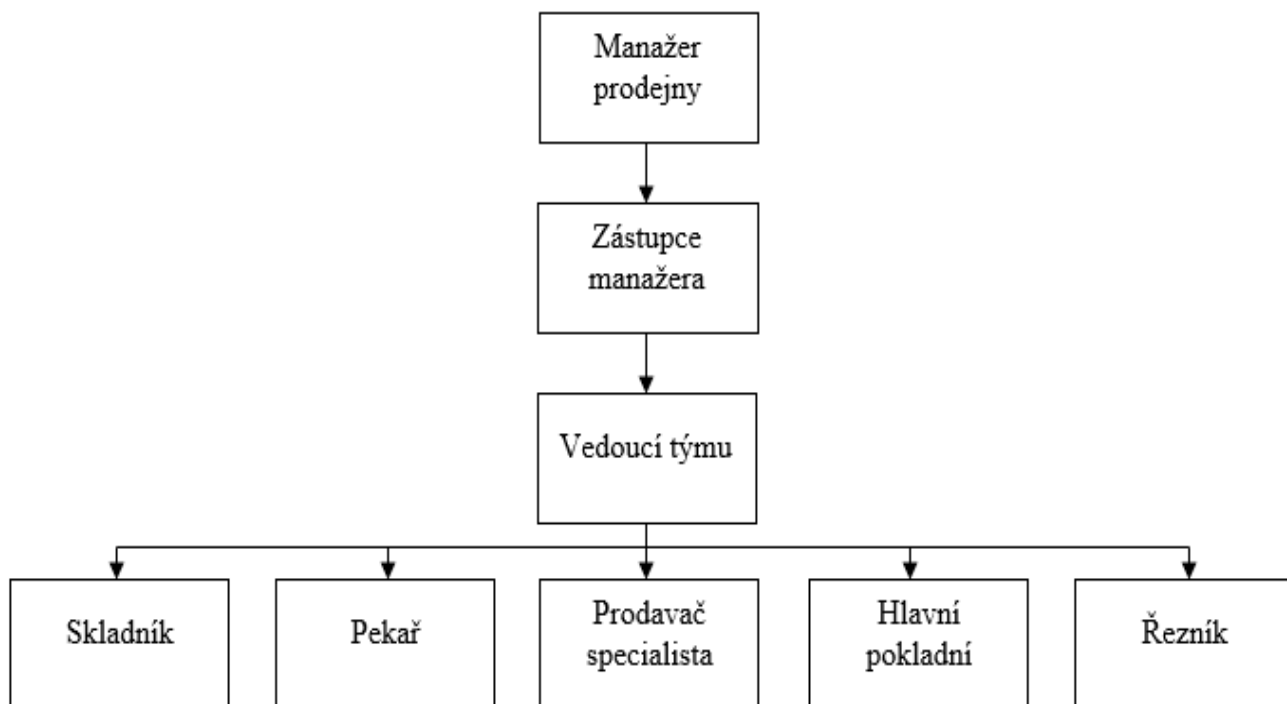 Manažer
prodejny
Zástupce
manažera
Vedoucí týmu
Skladník
Pekař
Prodavač
specialista
Hlavní
pokladní
Řezník